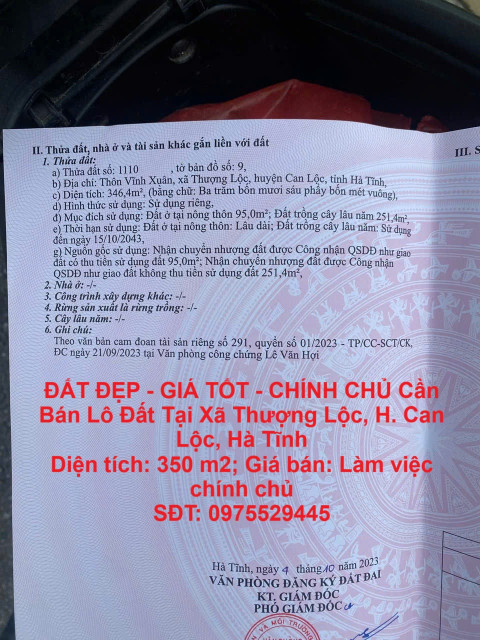 II. Thửa đất, nhà ở và tài sản khác gắn liền với đất
III. S
1. Thửa đất:
a) Thửa đất số: 1110 , tờ bản đồ số: 9,
b) Địa chỉ: Thôn Vĩnh Xuân, xã Thượng Lộc, huyện Can Lộc, tỉnh Hà Tĩnh,
c) Diện tích: 346,4m², (bằng chữ: Ba trăm bốn mươi sáu phẩy bốn mét vuông),
d) Hình thức sử dụng: Sử dụng riêng,
đ) Mục đích sử dụng: Đất ở tại nông thôn 95,0m²; Đất trồng cây lâu năm 251,4m²,
e) Thời hạn sử dụng: Đất ở tại nông thôn: Lâu dài; Đất trồng cây lâu năm: Sử dụng
đến ngày 15/10/2043,
g) Nguồn gốc sử dụng: Nhận chuyển nhượng đất được Công nhận QSDĐ như giao
đất có thu tiền sử dụng đất 95,0m²; Nhận chuyển nhượng đất được Công nhận
QSDĐ như giao đất không thu tiền sử dụng đất 251,4m²,
2. Nhà ở: -/-
3. Công trình xây dựng khác: -/-
4. Rừng sản xuất là rừng trồng: -/-
5. Cây lâu năm: -/-
6. Ghi chú:
Theo văn bản cam đoan tài sản riêng số 291, quyển số 01/2023 - TP/CC-SCT/CK,
ĐC ngày 21/09/2023 tại Văn phòng công chứng Lê Văn Hợi
ĐẤT ĐẸP - GIÁ TỐT - CHÍNH CHỦ Cần
Bán Lô Đất Tại Xã Thượng Lộc, H. Can
Lộc, Hà Tĩnh
Diện tích: 350 m2; Giá bán: Làm việc
chính chủ
SĐT: 0975529445
Hà Tĩnh, ngày 4 tháng 10 năm 2023
VĂN PHÒNG ĐĂNG KÝ ĐẤT ĐAI
KT. GIÁM ĐỐC
PHÓ GIÁM ĐỐC